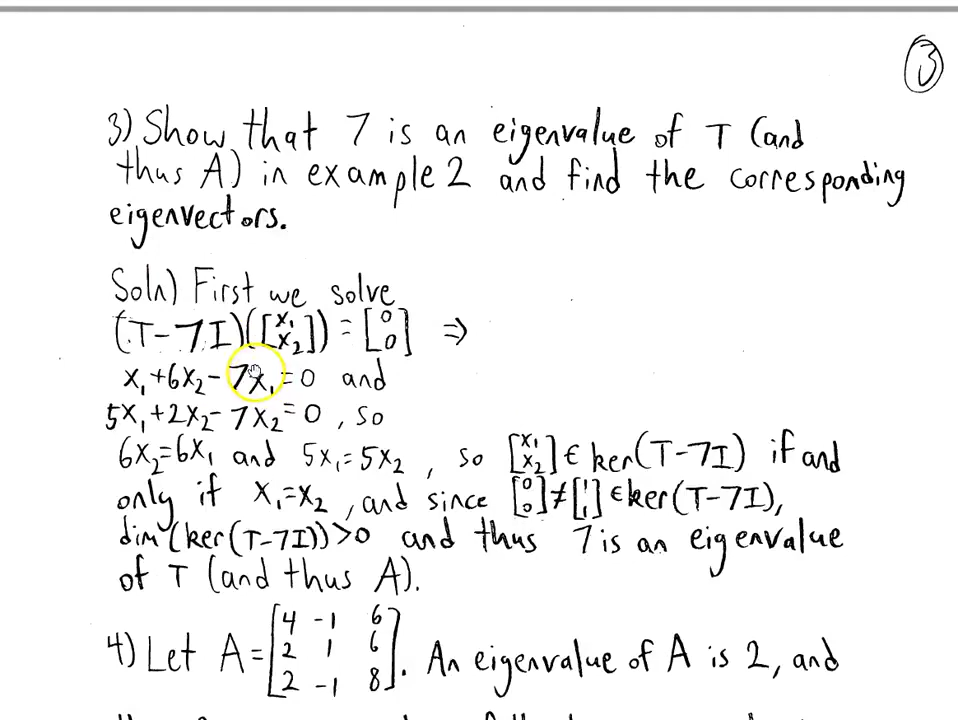 3
3) Show that 7 is an eigenvalue of T (and
thus A) in example 2 and find the corresponding
eigenvectors.
Soln) First we solve
(T-7I)([x₁ x₂]) = [0 0] ⇒
x₁+6x₂-7x₁=0 and
5x₁+2x₂-7x₂=0, so
6x₂=6x₁ and 5x₁=5x₂, so [x₁ x₂] ∈ ker(T-7I) if and
only if x₁=x₂, and since [0 0]≠[1 1] ∈ ker(T-7I),
dim(ker(T-7I))>0 and thus 7 is an eigenvalue
of T (and thus A).
4) Let A = [4 -1 6
2 1 6
2 -1 8]. An eigenvalue of A is 2, and